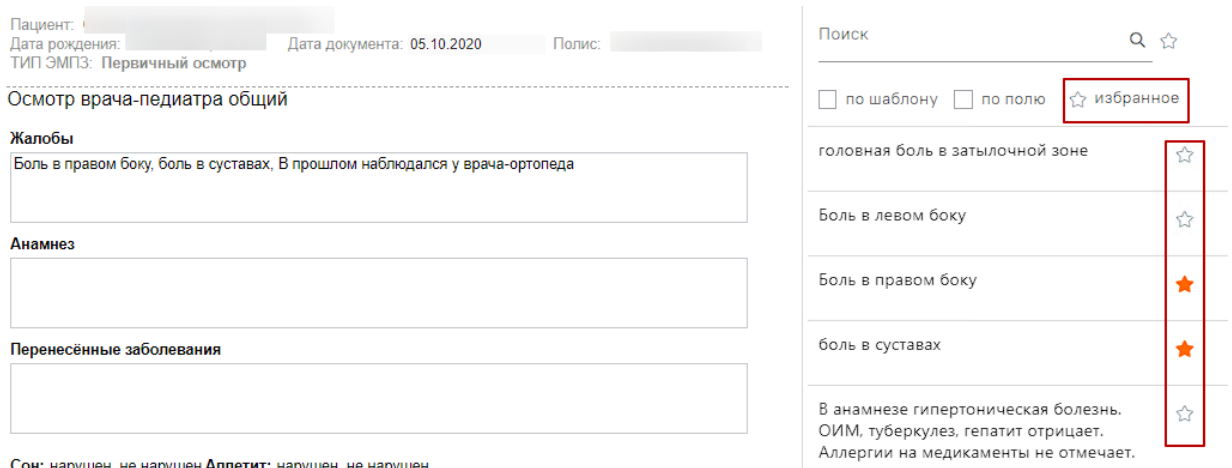 Пациент:
Дата рождения: Дата документа: 05.10.2020 Полис:
ТИП ЭМПЗ: Первичный осмотр
Осмотр врача-педиатра общий
Жалобы
Боль в правом боку, боль в суставах, В прошлом наблюдался у врача-ортопеда
Анамнез
Перенесённые заболевания
Сон: нарушен, не нарушен Аппетит: нарушен, не нарушен
Поиск
по шаблону по полю избранное
головная боль в затылочной зоне
Боль в левом боку
Боль в правом боку
боль в суставах
В анамнезе гипертоническая болезнь.
ОИМ, туберкулез, гепатит отрицает.
Аллергии на медикаменты не отмечает.